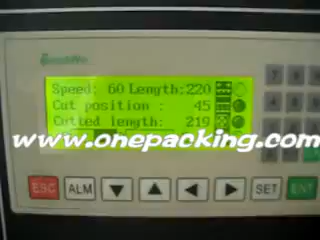 Speed: 60 Length:220
Cut position : 45
Cutted length: 219
www.onepacking.com
ESC ALM SET ENT